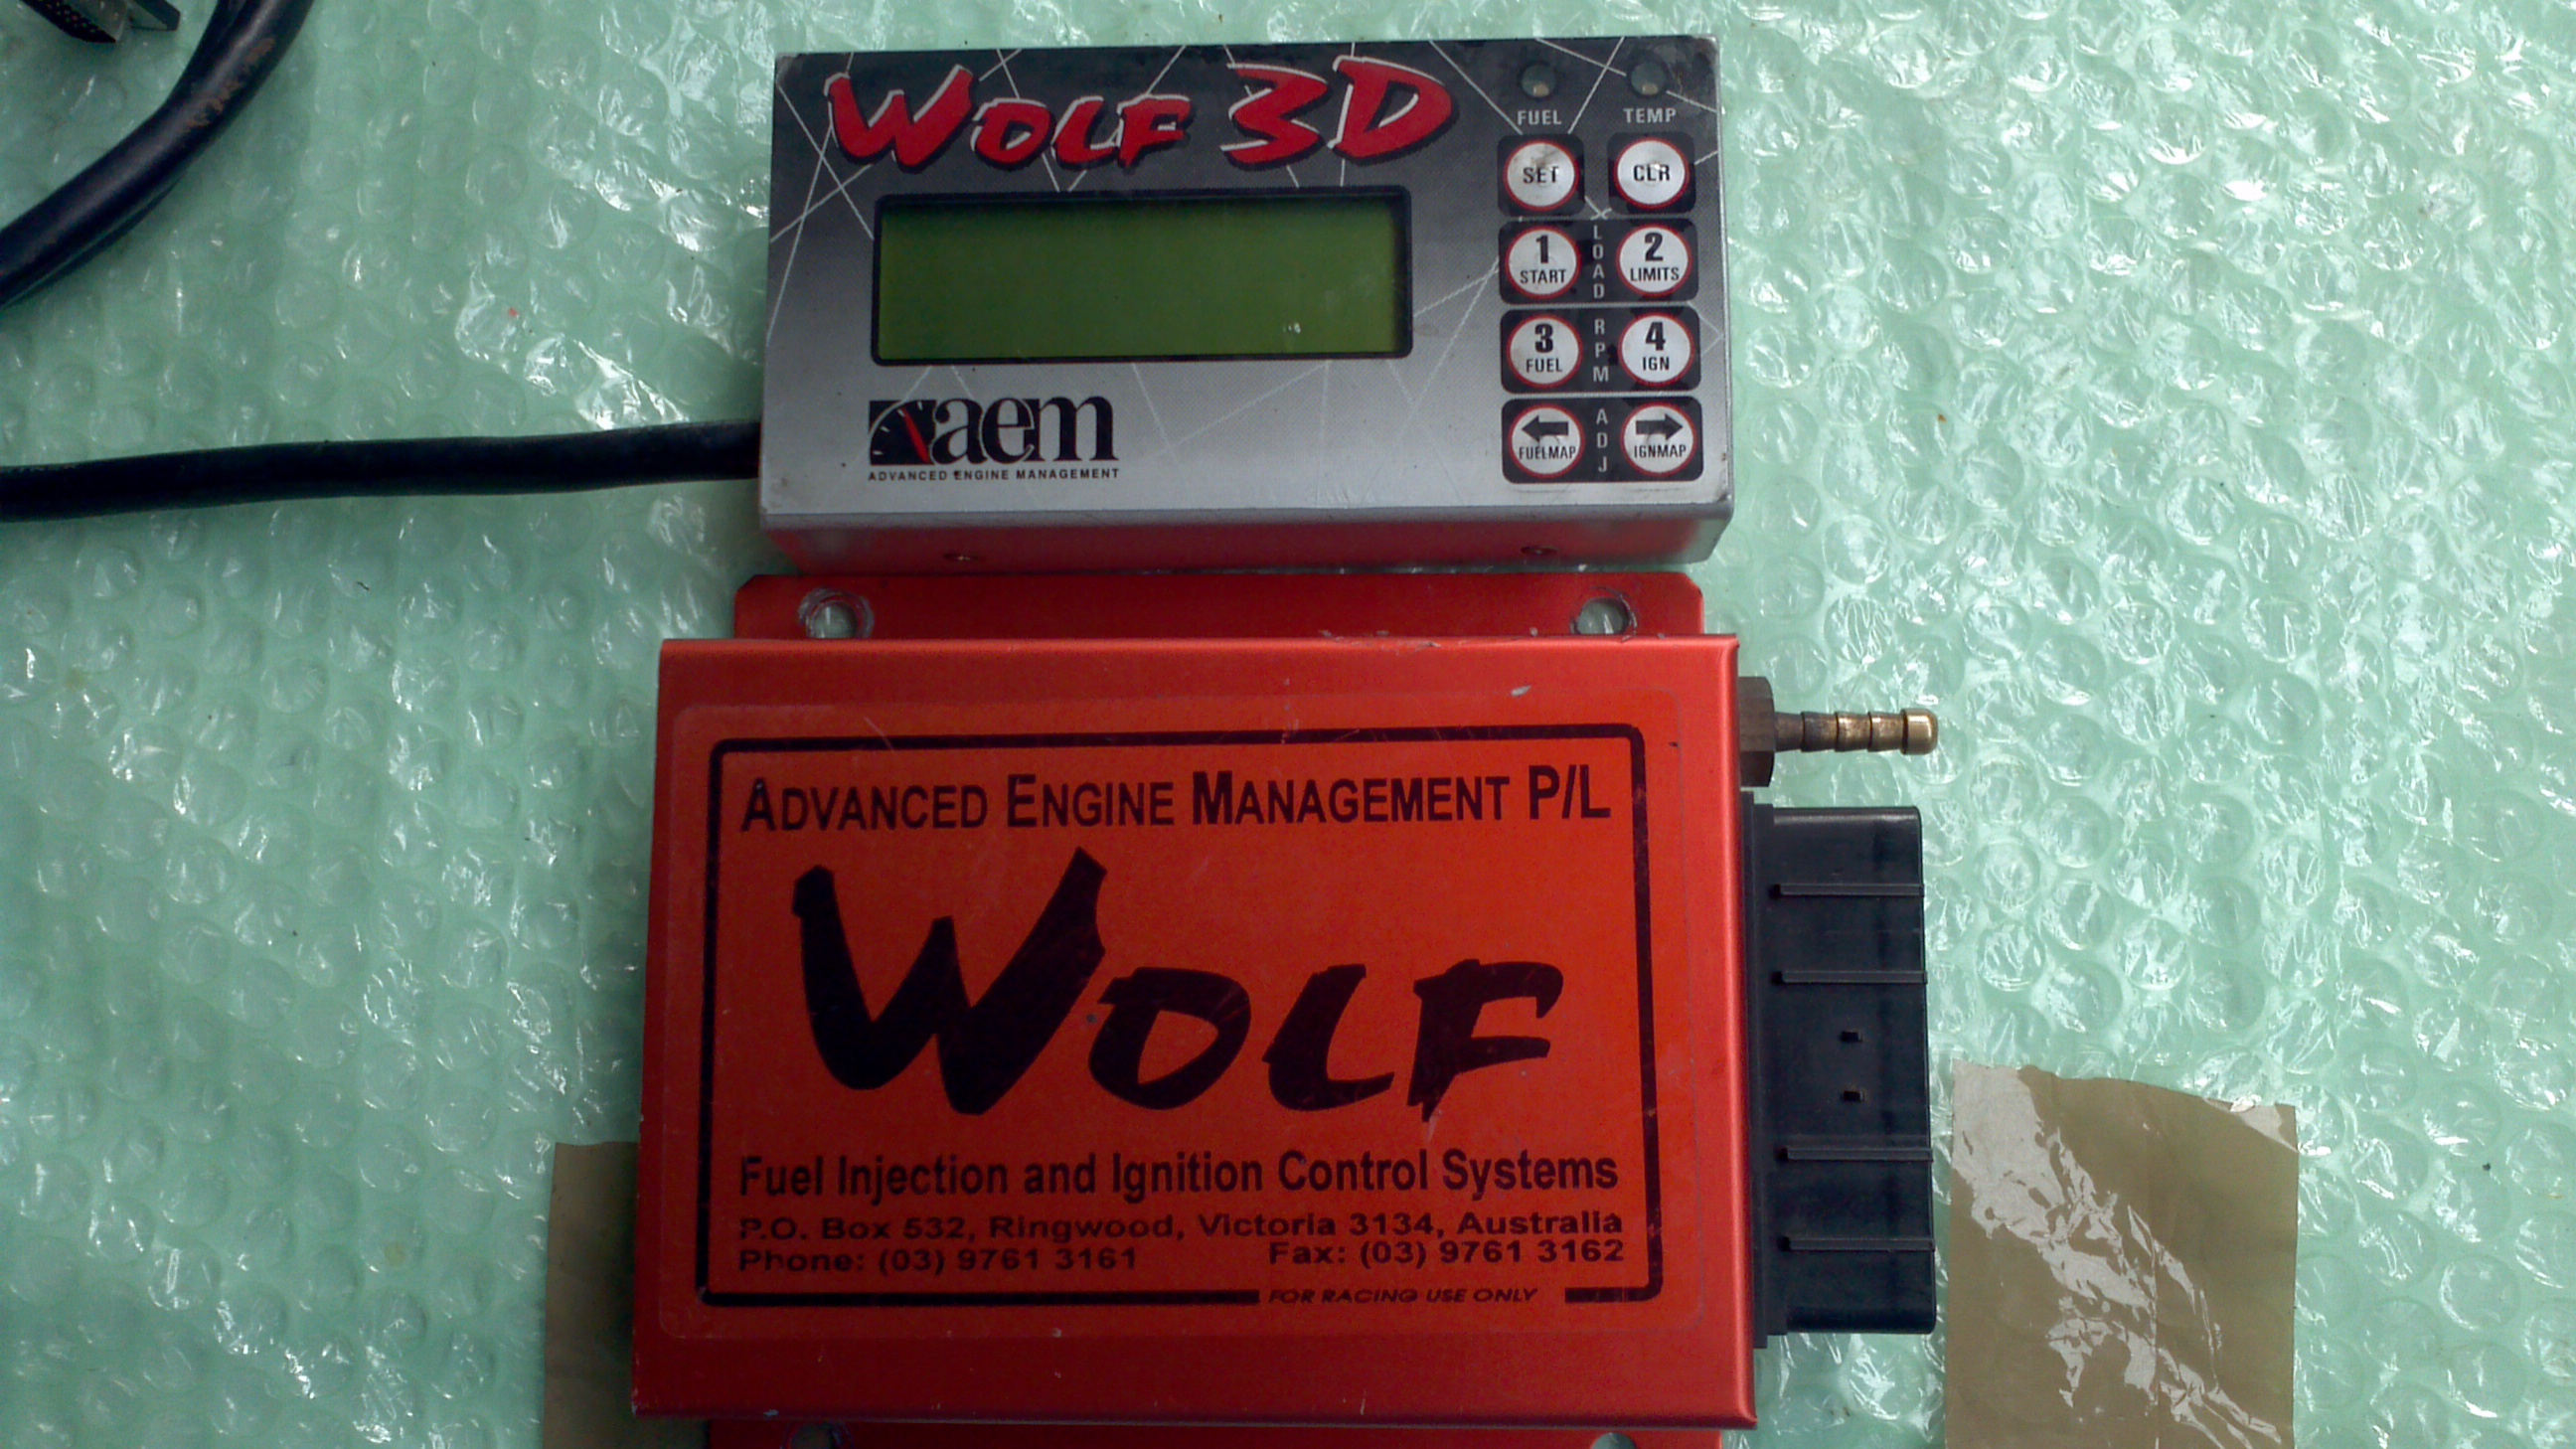 WOLF 3D
FUEL TEMP
SET CLR
1 START
2 LIMITS
LOAD
3 FUEL
4 IGN
RPM
FUELMAP
IGNMAP
ADJ
aem
ADVANCED ENGINE MANAGEMENT
ADVANCED ENGINE MANAGEMENT P/L
WOLF
Fuel Injection and Ignition Control Systems
P.O. Box 532, Ringwood, Victoria 3134, Australia
Phone: (03) 9761 3161 Fax: (03) 9761 3162
FOR RACING USE ONLY